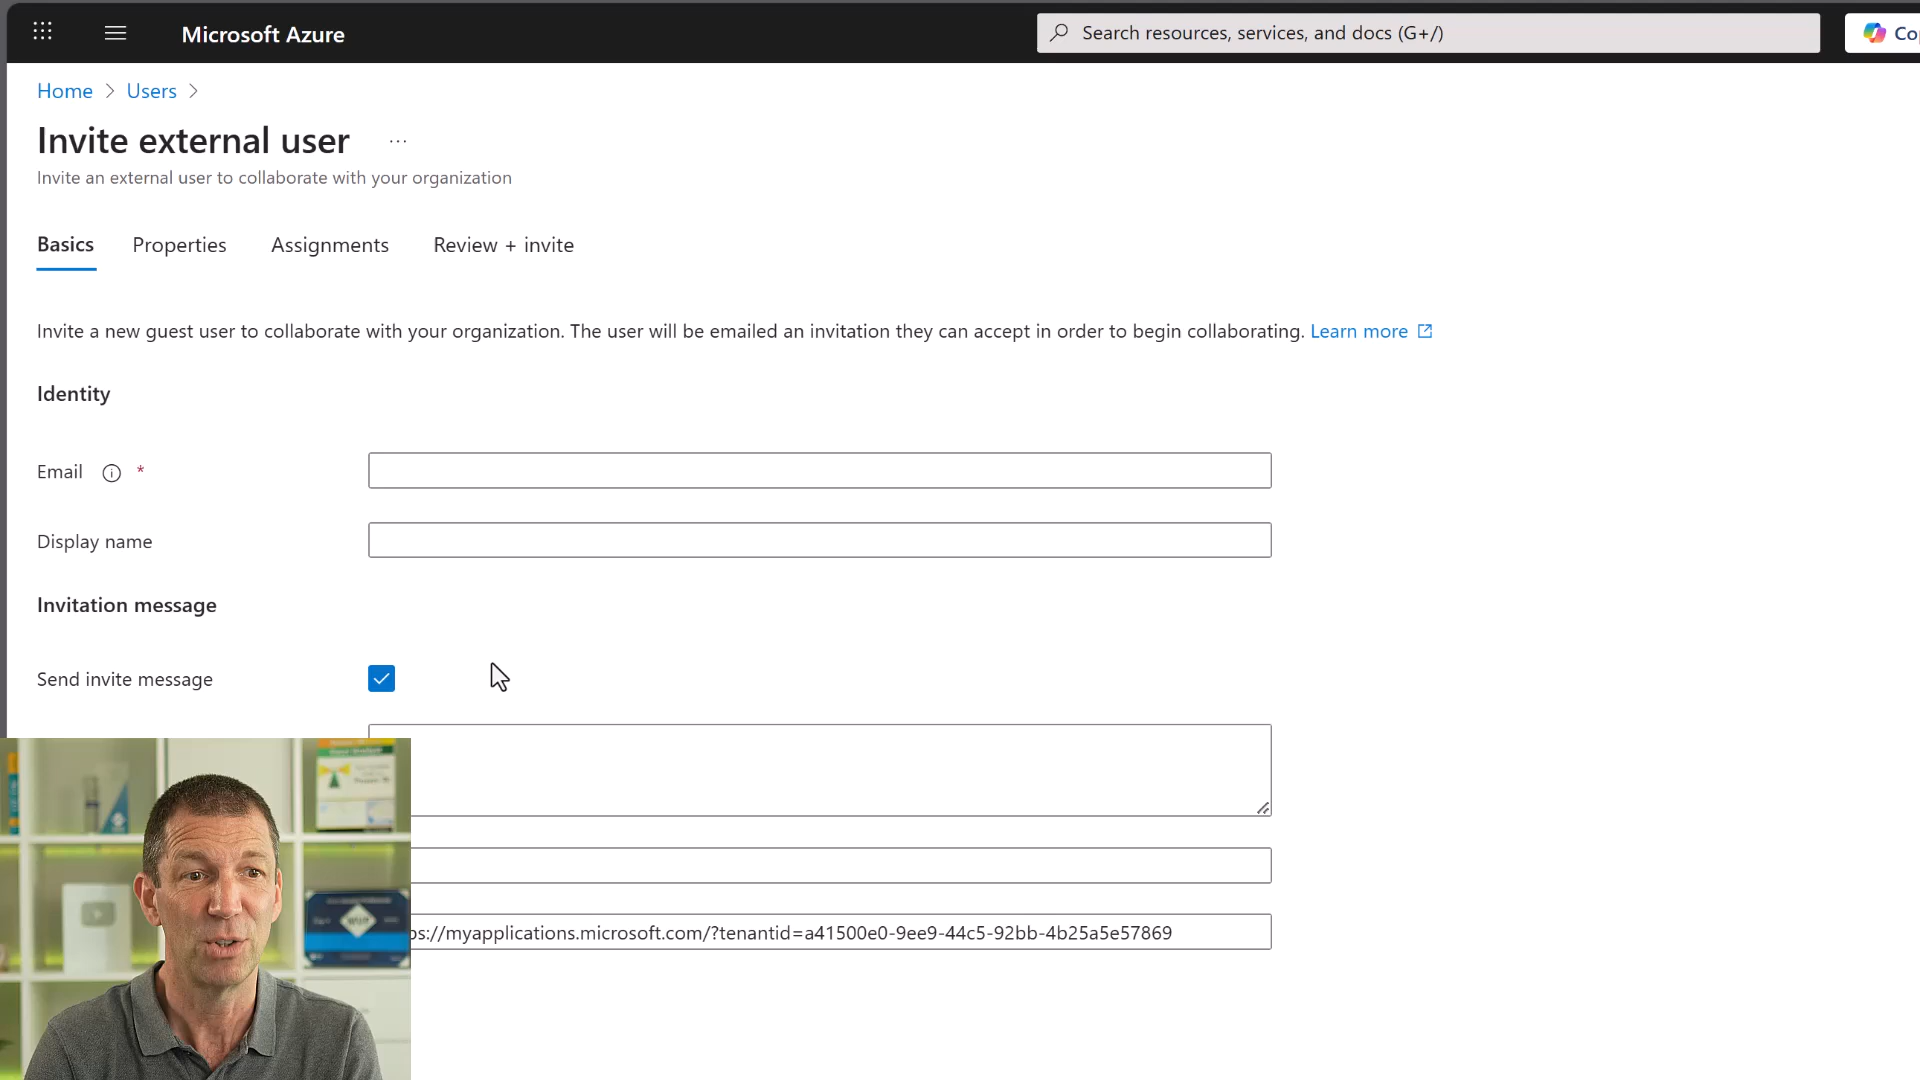 Microsoft Azure
Search resources, services, and docs (G+/)
Home > Users >
Invite external user ...
Invite an external user to collaborate with your organization
Basics Properties Assignments Review + invite
Invite a new guest user to collaborate with your organization. The user will be emailed an invitation they can accept in order to begin collaborating. Learn more
Identity
Email *
Display name
Invitation message
Send invite message
ps://myapplications.microsoft.com/?tenantid=a41500e0-9ee9-44c5-92bb-4b25a5e57869